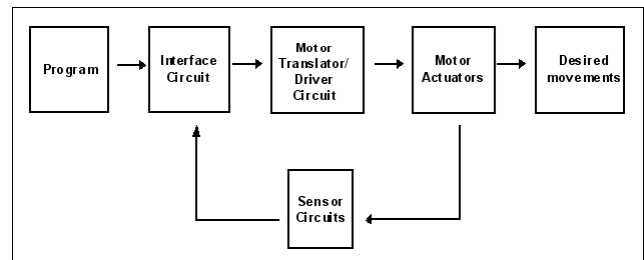 Program
Interface
Circuit
Motor
Translator/
Driver
Circuit
Motor
Actuators
Desired
movements
Sensor
Circuits